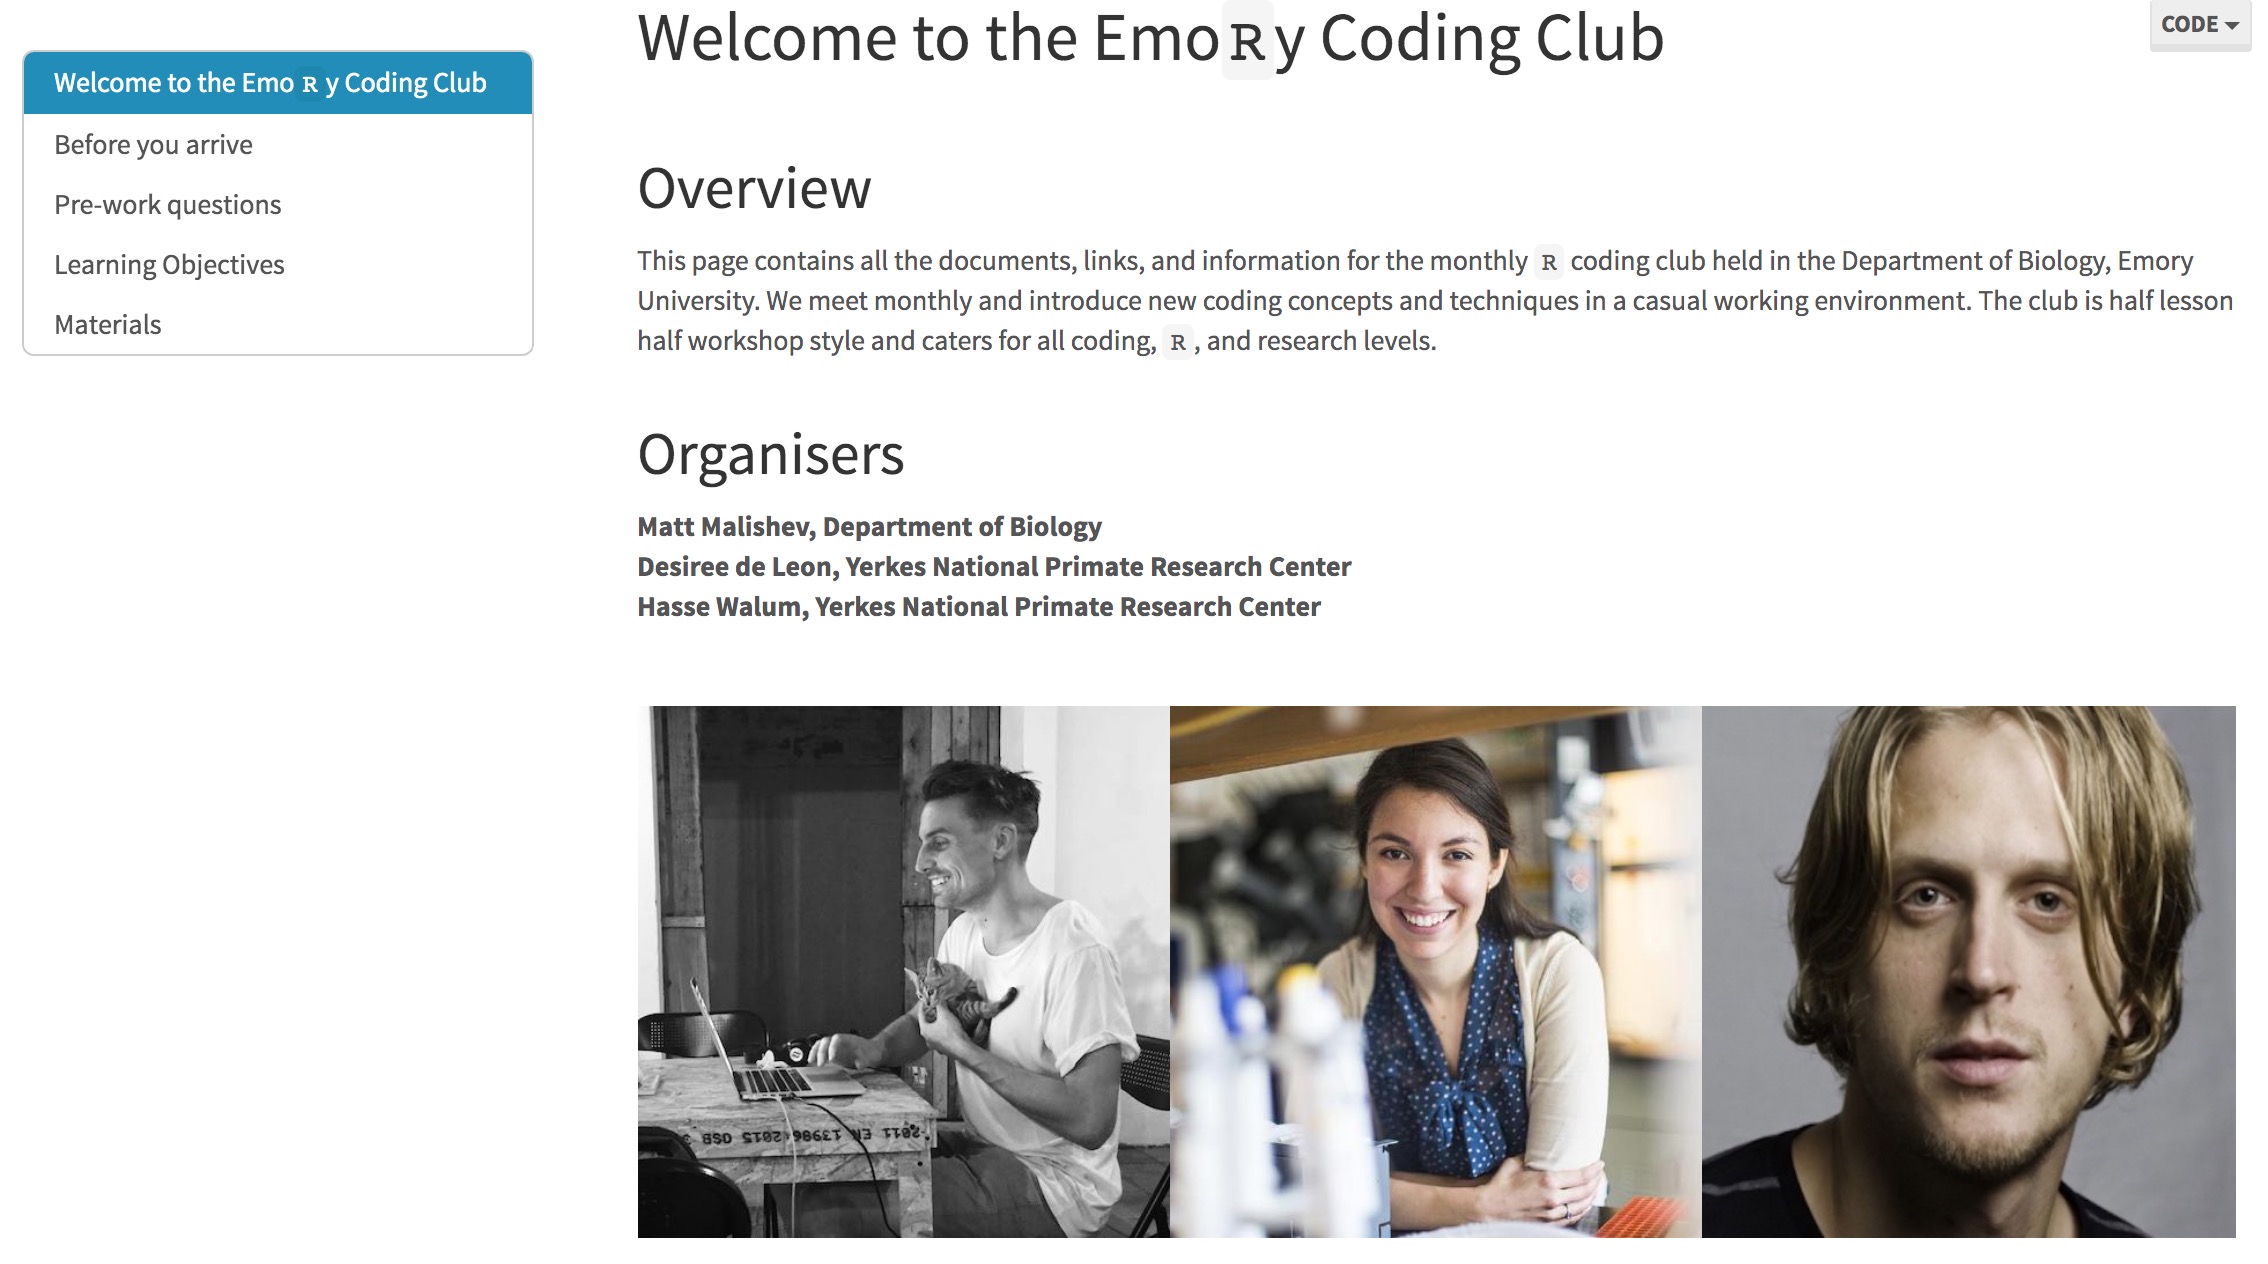 Welcome to the EmoRy Coding Club
CODE
Welcome to the Emo R y Coding Club
Before you arrive
Pre-work questions
Learning Objectives
Materials
Overview
This page contains all the documents, links, and information for the monthly R coding club held in the Department of Biology, Emory
University. We meet monthly and introduce new coding concepts and techniques in a casual working environment. The club is half lesson
half workshop style and caters for all coding, R , and research levels.
Organisers
Matt Malishev, Department of Biology
Desiree de Leon, Yerkes National Primate Research Center
Hasse Walum, Yerkes National Primate Research Center